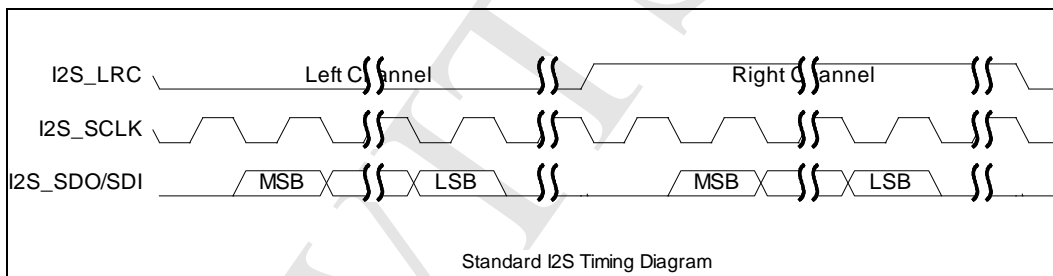 I2S_LRC Left Channel Right Channel
I2S_SCLK
I2S_SDO/SDI MSB LSB MSB LSB
Standard I2S Timing Diagram